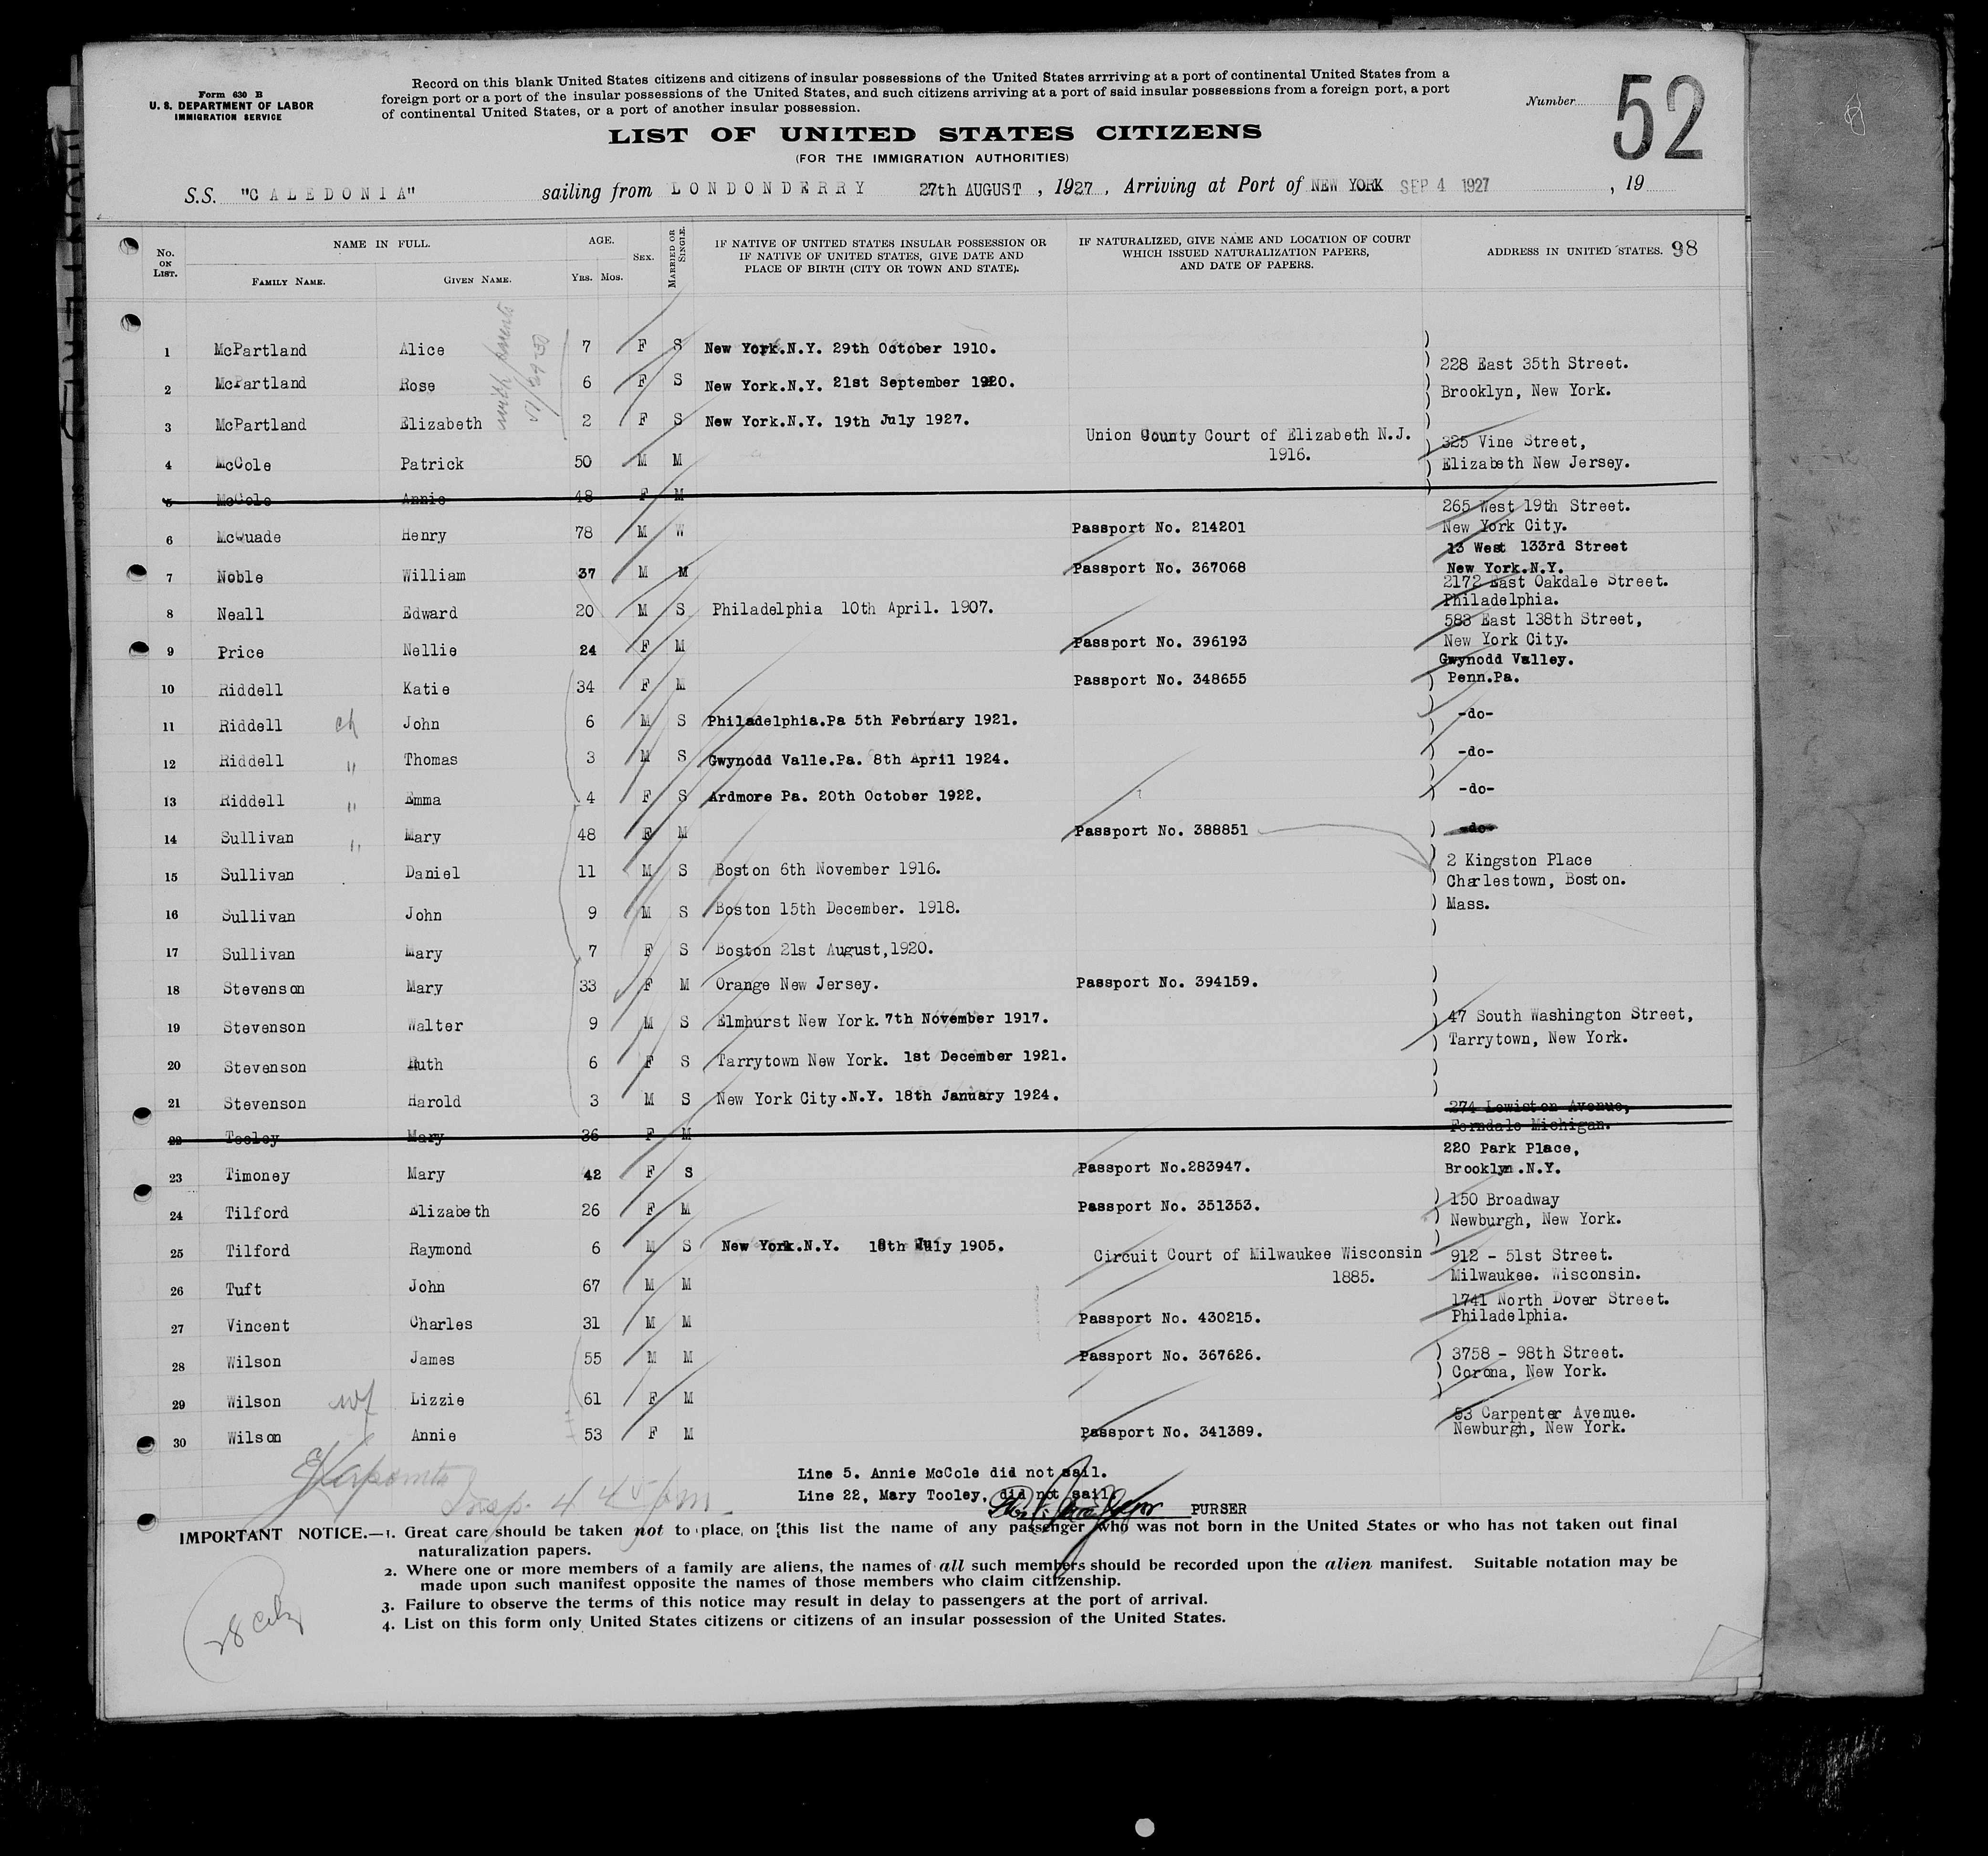 Form 630 B
U. S. DEPARTMENT OF LABOR
IMMIGRATION SERVICE
Record on this blank United States citizens and citizens of insular possessions of the United States arrriving at a port of continental United States from a
foreign port or a port of the insular possessions of the United States, and such citizens arriving at a port of said insular possessions from a foreign port, a port
of continental United States, or a port of another insular possession.
Number 52
LIST OF UNITED STATES CITIZENS
(FOR THE IMMIGRATION AUTHORITIES)
S.S. "CALEDONIA" sailing from LONDONDERRY 27th AUGUST , 1927 , Arriving at Port of NEW YORK SEP 4 1927 , 19
No. ON LIST. NAME IN FULL. FAMILY NAME. GIVEN NAME. AGE. YRS. MOS. SEX. MARRIED OR SINGLE. IF NATIVE OF UNITED STATES INSULAR POSSESSION OR IF NATIVE OF UNITED STATES, GIVE DATE AND PLACE OF BIRTH (CITY OR TOWN AND STATE). IF NATURALIZED, GIVE NAME AND LOCATION OF COURT WHICH ISSUED NATURALIZATION PAPERS, AND DATE OF PAPERS. ADDRESS IN UNITED STATES. 98
with parents
1 McPartland Alice 7 F S New York.N.Y. 29th October 1910.
228 East 35th Street.
2 McPartland Rose 6 F S New York.N.Y. 21st September 1920. Brooklyn, New York.
3 McPartland Elizabeth 2 F S New York.N.Y. 19th July 1927.
Union County Court of Elizabeth N.J. 325 Vine Street,
4 McCole Patrick 50 M M 1916. Elizabeth New Jersey.
5 McCole Annie 48 F M
265 West 19th Street.
6 McQuade Henry 78 M W Passport No. 214201 New York City.
13 West 133rd Street
7 Noble William 37 M M Passport No. 367068 New York.N.Y.
2172 East Oakdale Street.
8 Neall Edward 20 M S Philadelphia 10th April. 1907. Philadelphia.
583 East 138th Street,
9 Price Nellie 24 F M Passport No. 396193 New York City.
Gwynodd Valley.
10 Riddell Katie 34 F M Passport No. 348655 Penn.Pa.
11 Riddell ch John 6 M S Philadelphia.Pa 5th February 1921. -do-
12 Riddell " Thomas 3 M S Gwynodd Valle.Pa. 8th April 1924. -do-
13 Riddell " Emma 4 F S Ardmore Pa. 20th October 1922. -do-
14 Sullivan " Mary 48 F M Passport No. 388851 -do-
2 Kingston Place
15 Sullivan Daniel 11 M S Boston 6th November 1916. Charlestown, Boston.
16 Sullivan John 9 M S Boston 15th December. 1918. Mass.
17 Sullivan Mary 7 F S Boston 21st August,1920.
18 Stevenson Mary 33 F M Orange New Jersey. Passport No. 394159.
19 Stevenson Walter 9 M S Elmhurst New York. 7th November 1917. 47 South Washington Street,
Tarrytown, New York.
20 Stevenson Ruth 6 F S Tarrytown New York. 1st December 1921.
21 Stevenson Harold 3 M S New York City.N.Y. 18th January 1924.
274 Lewiston Avenue,
22 Tooley Mary 36 F M Ferndale Michigan.
220 Park Place,
23 Timoney Mary 42 F S Passport No.283947. Brooklyn.N.Y.
24 Tilford Elizabeth 26 F M Passport No. 351353. 150 Broadway
Newburgh, New York.
25 Tilford Raymond 6 M S New York.N.Y. 18th July 1905.
Circuit Court of Milwaukee Wisconsin 912 - 51st Street.
26 Tuft John 67 M M 1885. Milwaukee. Wisconsin.
1741 North Dover Street.
27 Vincent Charles 31 M M Passport No. 430215. Philadelphia.
28 Wilson James 55 M M Passport No. 367626. 3758 - 98th Street.
Corona, New York.
29 Wilson wf Lizzie 61 F M
53 Carpenter Avenue.
30 Wilson Annie 53 F M Passport No. 341389. Newburgh, New York.
Line 5. Annie McCole did not sail.
Line 22, Mary Tooley, did not sail.
Insp. 4 45 pm
PURSER
IMPORTANT NOTICE.—1. Great care should be taken not to place, on this list the name of any passenger who was not born in the United States or who has not taken out final
naturalization papers.
2. Where one or more members of a family are aliens, the names of all such members should be recorded upon the alien manifest. Suitable notation may be
made upon such manifest opposite the names of those members who claim citizenship.
3. Failure to observe the terms of this notice may result in delay to passengers at the port of arrival.
4. List on this form only United States citizens or citizens of an insular possession of the United States.